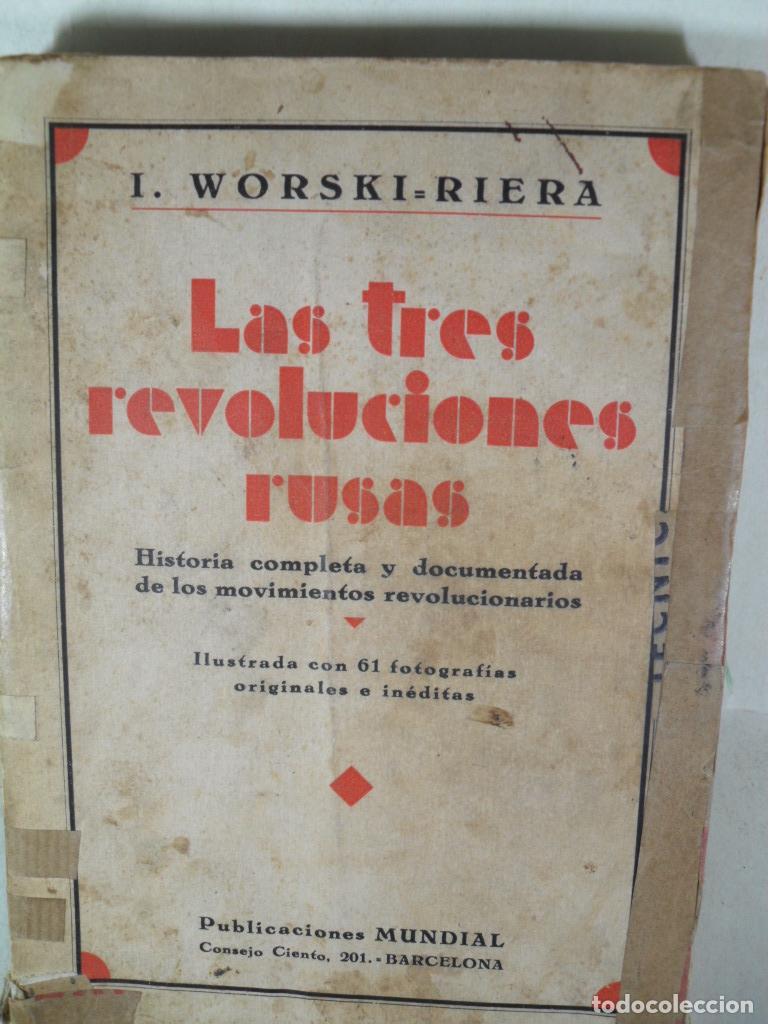 I. WORSKI=RIERA
Las tres
revoluciones
rusas
Historia completa y documentada
de los movimientos revolucionarios
Ilustrada con 61 fotografías
originales e inéditas
Publicaciones MUNDIAL
Consejo Ciento, 201.=BARCELONA
TECNIC
todocoleccion